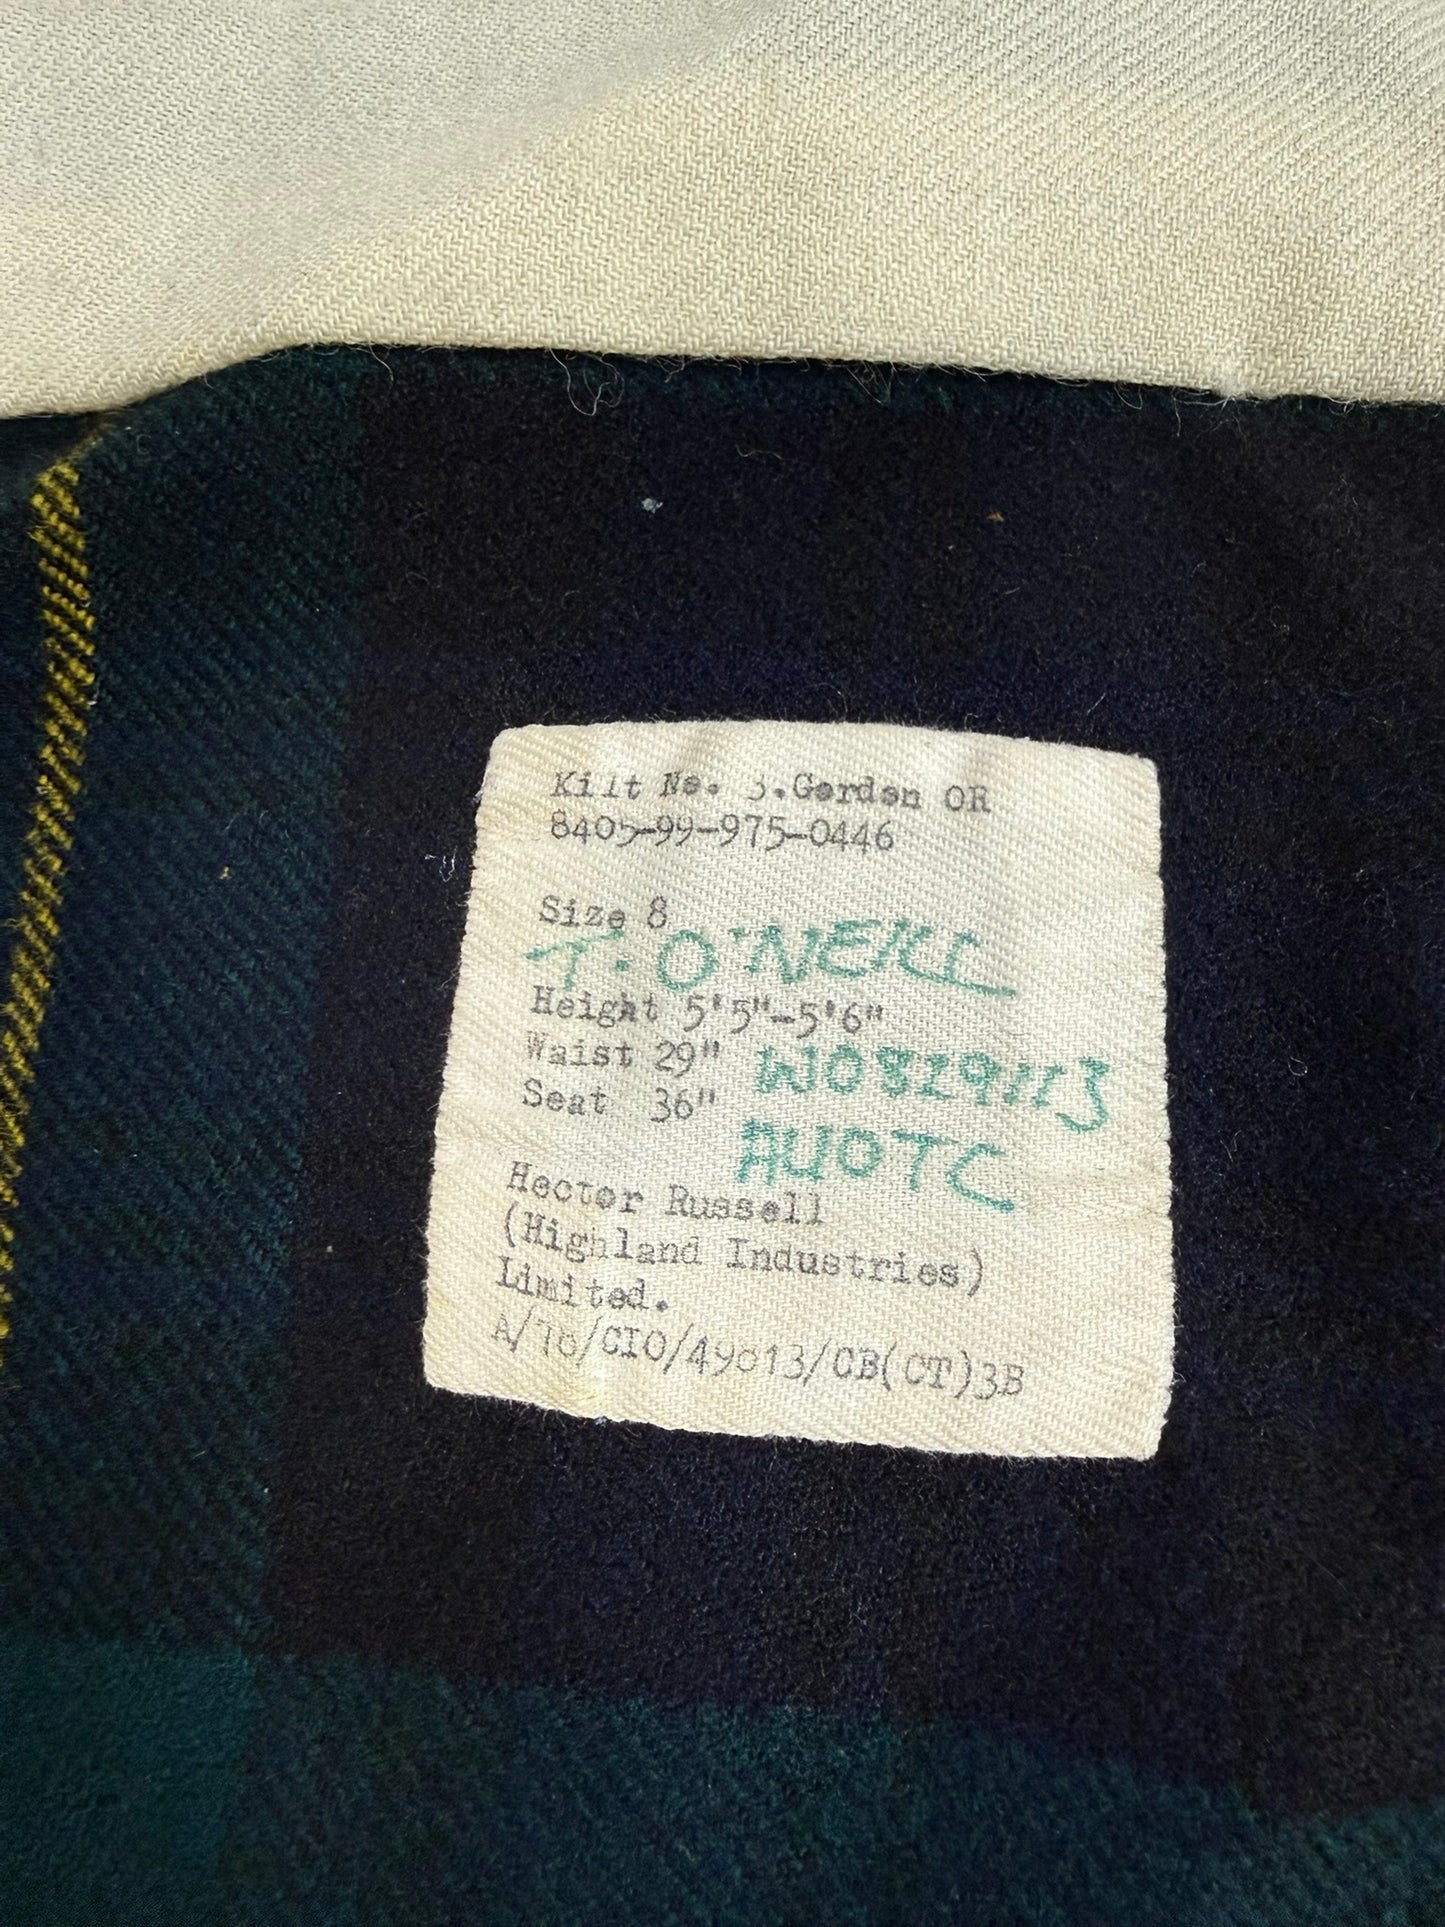 Kilt No. 3.Gordon OR
8405-99-975-0446
Size 8
T. O'NEILL
Height 5'5"-5'6"
Waist 29" W0829113
Seat 36"
AUOTC
Hector Russell
(Highland Industries)
Limited.
A/76/CIO/49013/CB(CT)3B